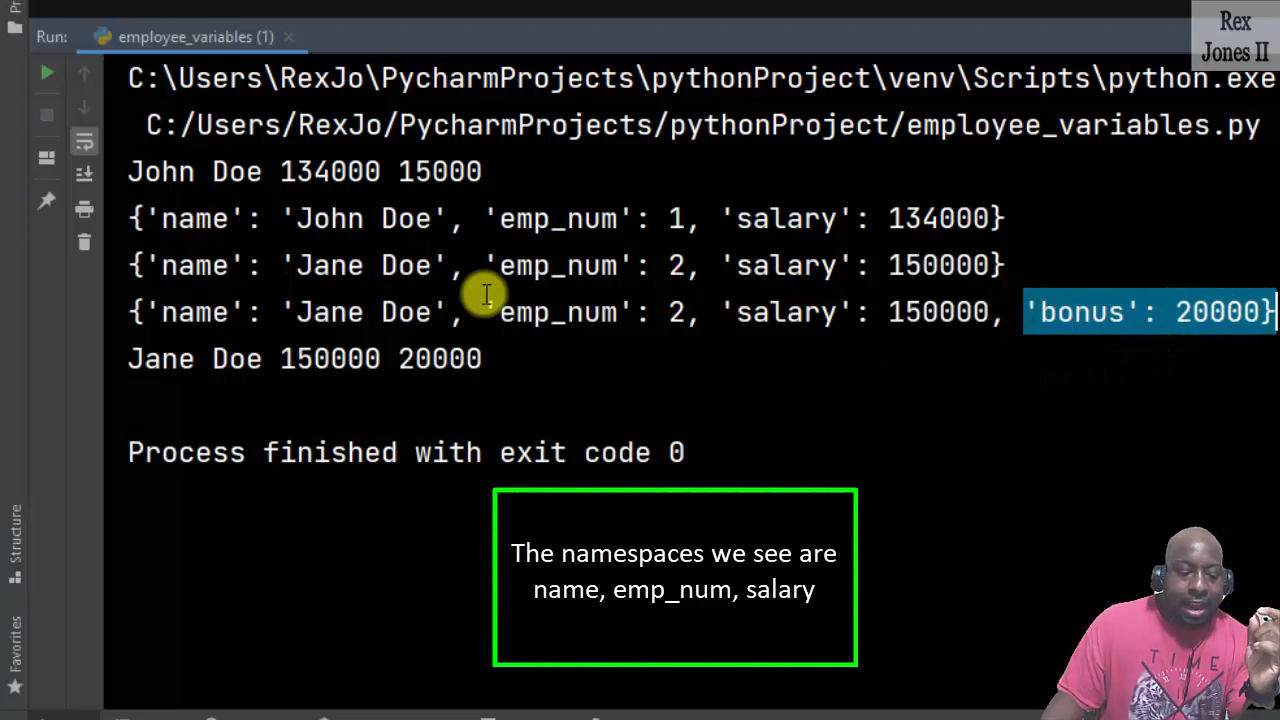 Pr
Rex
Jones II
Run:
employee_variables (1)
C:\Users\RexJo\PycharmProjects\pythonProject\venv\Scripts\python.exe
C:/Users/RexJo/PycharmProjects/pythonProject/employee_variables.py
John Doe 134000 15000
{'name': 'John Doe', 'emp_num': 1, 'salary': 134000}
{'name': 'Jane Doe', 'emp_num': 2, 'salary': 150000}
{'name': 'Jane Doe', 'emp_num': 2, 'salary': 150000, 'bonus': 20000}
Jane Doe 150000 20000
Process finished with exit code 0
The namespaces we see are
name, emp_num, salary
Structure
Favorites
TIME